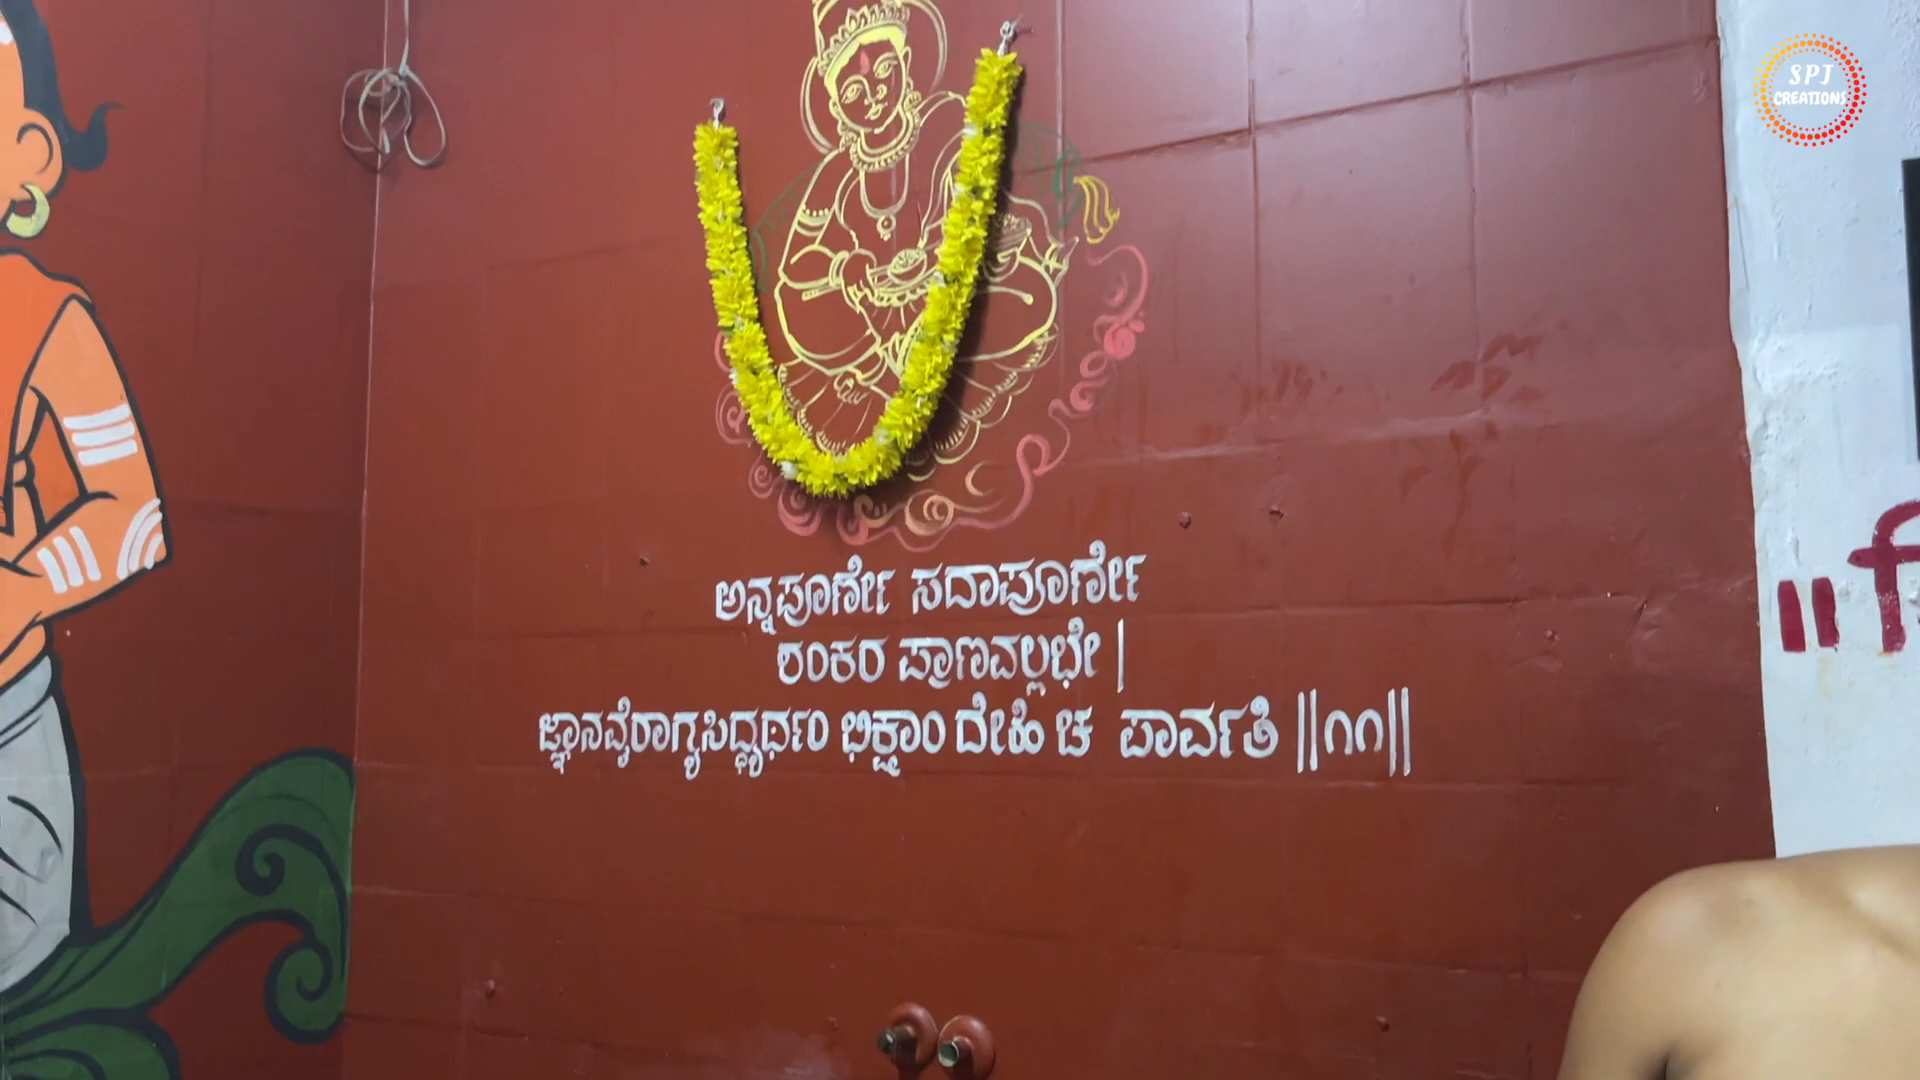 SPJ
CREATIONS
ಅನ್ನಪೂರ್ಣೇ ಸದಾಪೂರ್ಣೇ
ಶಂಕರ ಪ್ರಾಣವಲ್ಲಭೇ |
ಜ್ಞಾನವೈರಾಗ್ಯಸಿದ್ಧ್ಯರ್ಥಂ ಭಿಕ್ಷಾಂ ದೇಹಿ ಚ ಪಾರ್ವತಿ ||೧೧||